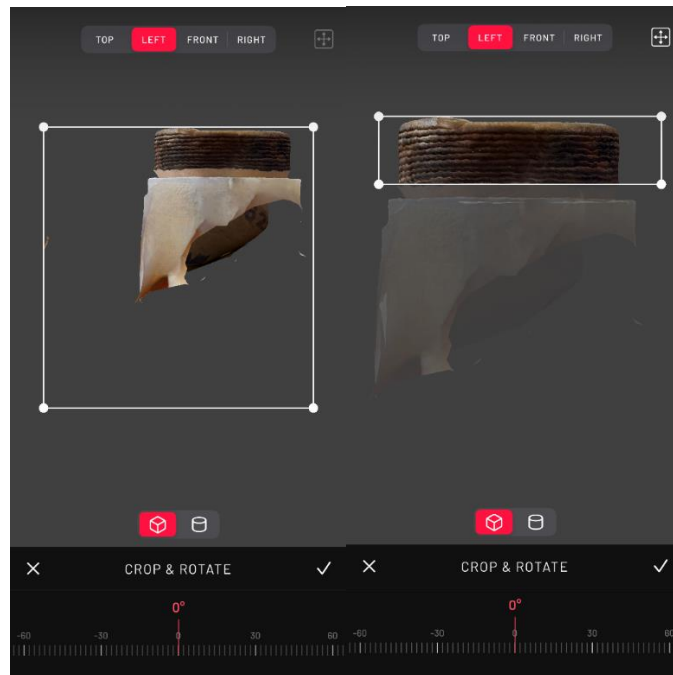 TOP LEFT FRONT RIGHT
CROP & ROTATE
0°
-60 -30 0 30 60
TOP LEFT FRONT RIGHT
CROP & ROTATE
0°
-60 -30 0 30 60